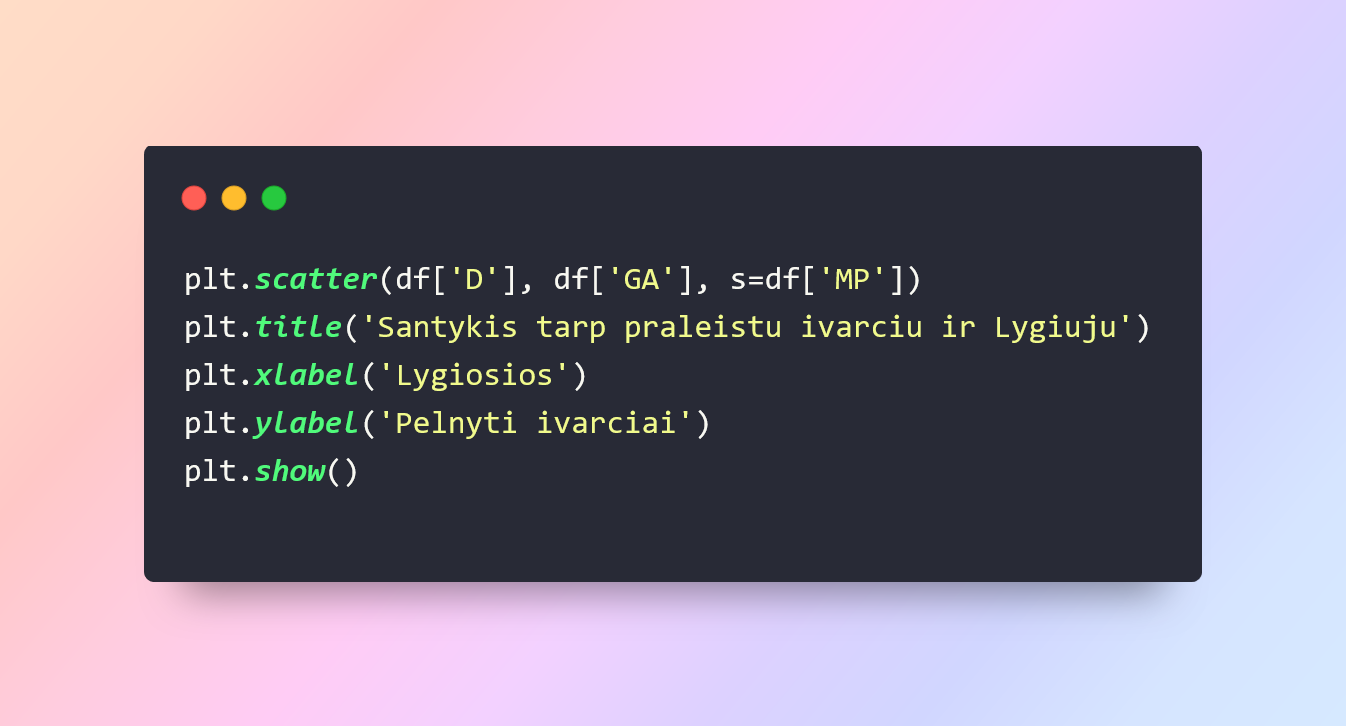 plt.scatter(df['D'], df['GA'], s=df['MP'])
plt.title('Santykis tarp praleistu ivarciu ir Lygiuju')
plt.xlabel('Lygiosios')
plt.ylabel('Pelnyti ivarciai')
plt.show()